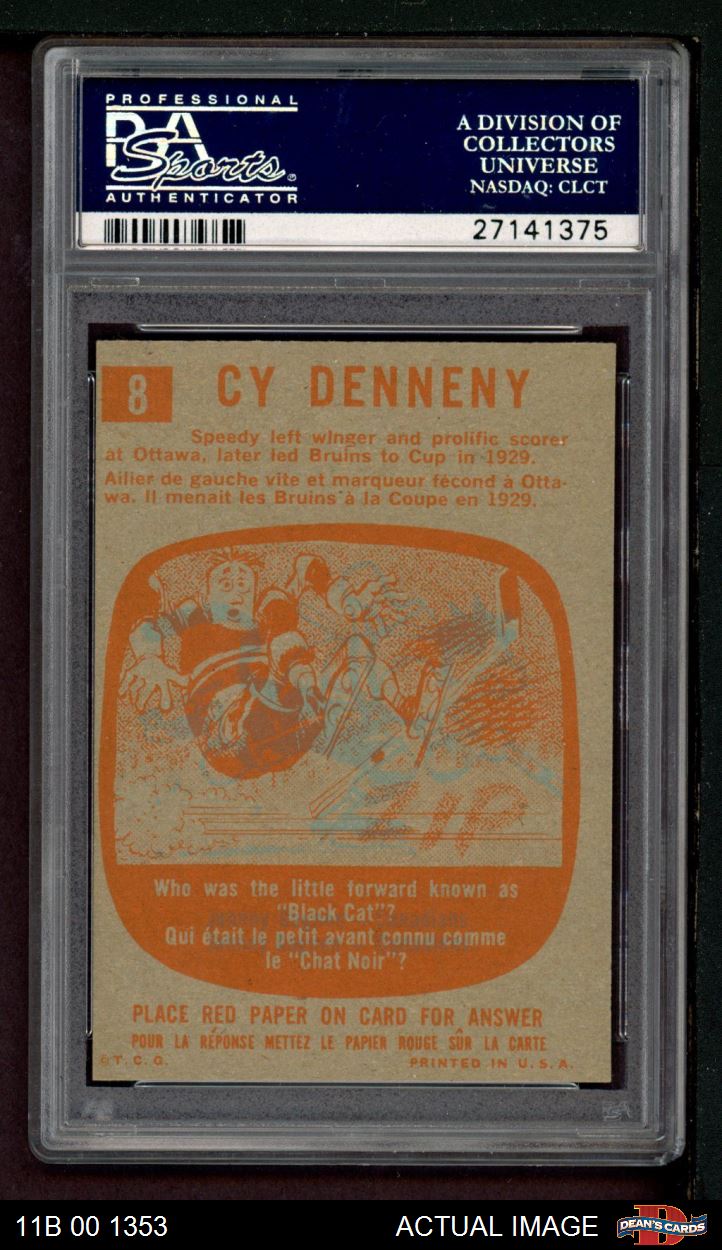 PROFESSIONAL
PSA
Sports
AUTHENTICATOR
A DIVISION OF
COLLECTORS
UNIVERSE
NASDAQ: CLCT
27141375
8
CY DENNENY
Speedy left winger and prolific scorer
at Ottawa, later led Bruins to Cup in 1929.
Ailier de gauche vite et marqueur fécond à Otta-
wa. Il menait les Bruins à la Coupe en 1929.
ZIP
Who was the little forward known as
"Black Cat"?
Qui était le petit avant connu comme
le "Chat Noir"?
PLACE RED PAPER ON CARD FOR ANSWER
POUR LA RÉPONSE METTEZ LE PAPIER ROUGE SÛR LA CARTE
©T.C.G.
PRINTED IN U.S.A.
11B 00 1353
ACTUAL IMAGE
DEAN'S CARDS